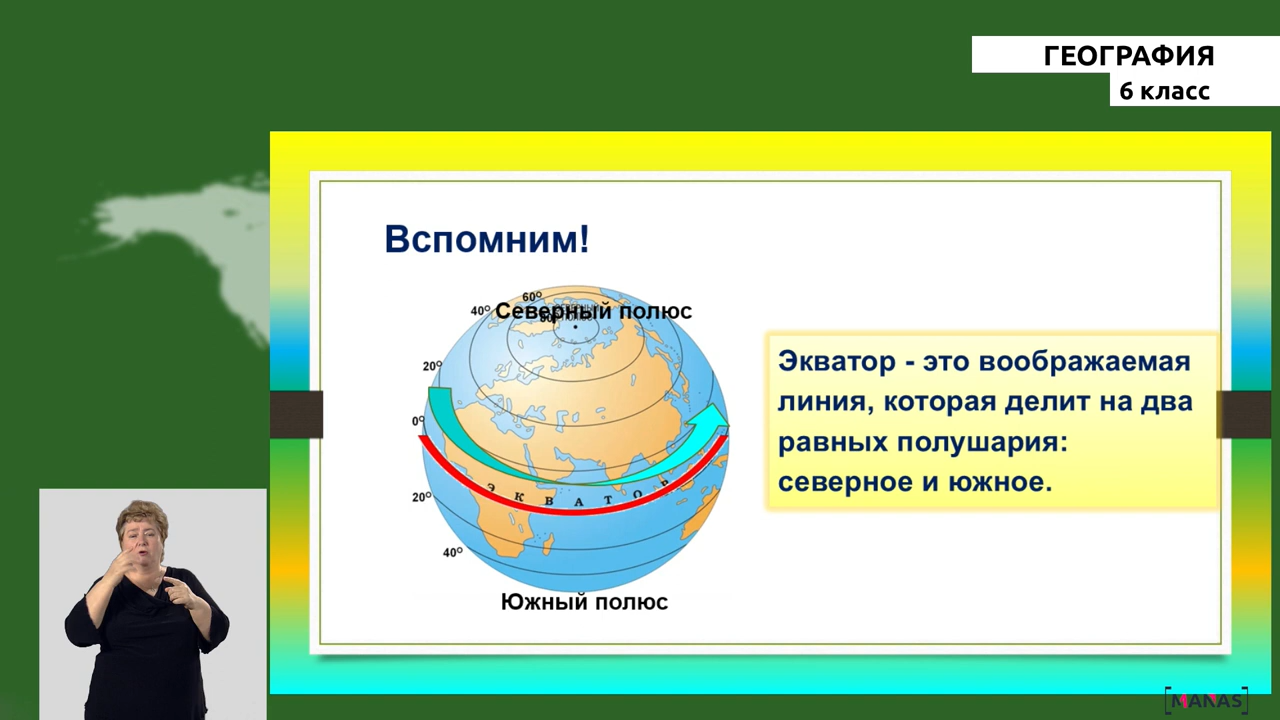 ГЕОГРАФИЯ
6 класс
Вспомним!
60°
40°
Северный полюс
20°
0°
ЭКВАТОР
20°
40°
Южный полюс
Экватор - это воображаемая
линия, которая делит на два
равных полушария:
северное и южное.
[MANAS]